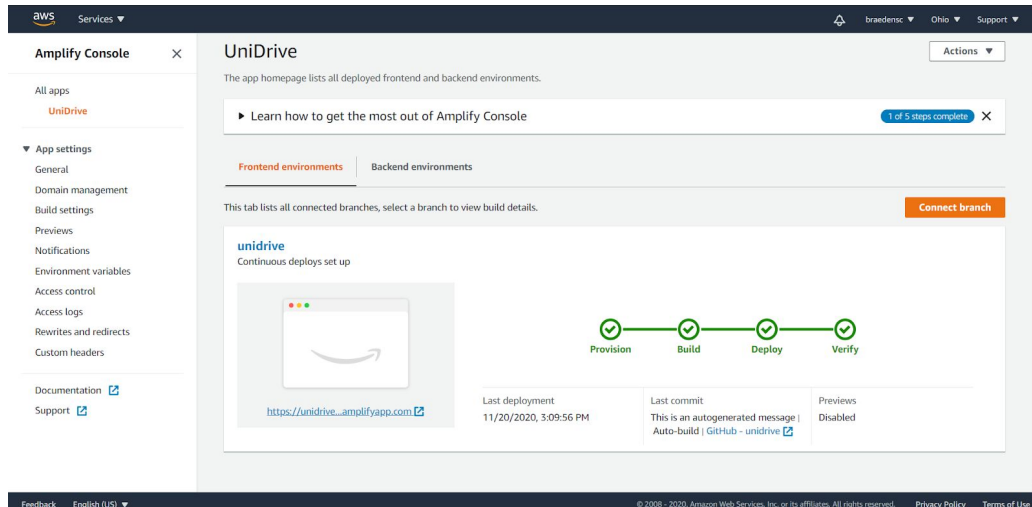 aws Services ▼ braedensc ▼ Ohio ▼ Support ▼
Amplify Console ×
All apps
UniDrive
▼ App settings
General
Domain management
Build settings
Previews
Notifications
Environment variables
Access control
Access logs
Rewrites and redirects
Custom headers
Documentation
Support
UniDrive
Actions ▼
The app homepage lists all deployed frontend and backend environments.
▶ Learn how to get the most out of Amplify Console 1 of 5 steps complete ×
Frontend environments Backend environments
This tab lists all connected branches, select a branch to view build details. Connect branch
unidrive
Continuous deploys set up
https://unidrive...amplifyapp.com
Provision Build Deploy Verify
Last deployment
11/20/2020, 3:09:56 PM
Last commit
This is an autogenerated message |
Auto-build | GitHub - unidrive
Previews
Disabled
Feedback English (US) ▼ © 2008 - 2020, Amazon Web Services, Inc. or its affiliates. All rights reserved. Privacy Policy Terms of Use